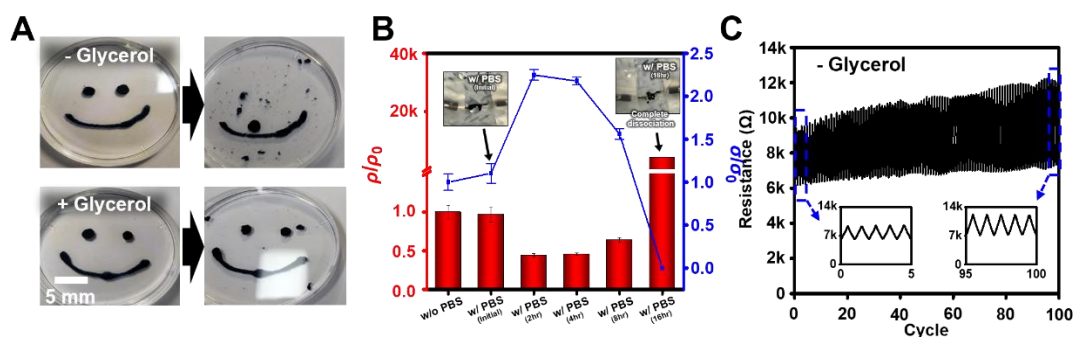 A
- Glycerol
+ Glycerol
5 mm
B
40k
20k
1.0
0.5
0.0
ρ/ρ0
w/ PBS
(Initial)
w/ PBS
(16hr)
Complete
dissociation
2.5
2.0
1.5
1.0
0.5
0.0
σ/σ0
w/o PBS
w/ PBS
(Initial)
w/ PBS
(2hr)
w/ PBS
(4hr)
w/ PBS
(8hr)
w/ PBS
(16hr)
C
- Glycerol
14k
12k
10k
8k
6k
4k
2k
0
Resistance (Ω)
14k
7k
0
0
5
14k
7k
0
95
100
0
20
40
60
80
100
Cycle